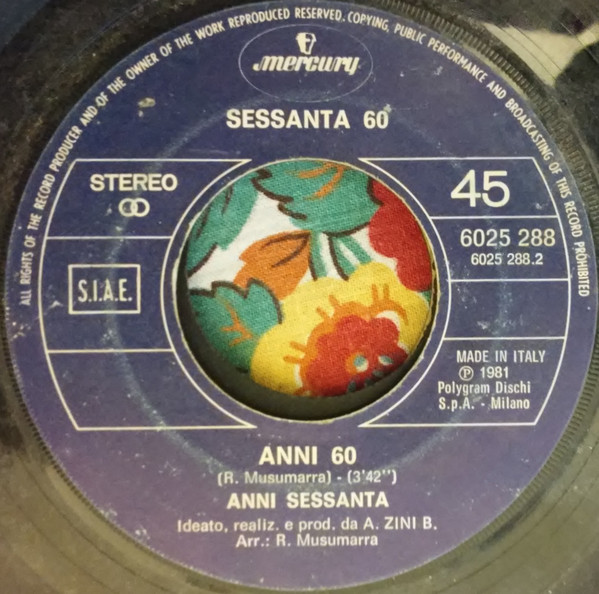 ALL RIGHTS OF THE RECORD PRODUCER AND OF THE OWNER OF THE WORK REPRODUCED RESERVED. COPYING, PUBLIC PERFORMANCE AND BROADCASTING OF THIS RECORD PROHIBITED
mercury
SESSANTA 60
STEREO
S.I.A.E.
45
6025 288
6025 288.2
MADE IN ITALY
℗ 1981
Polygram Dischi
S.p.A. - Milano
ANNI 60
(R. Musumarra) - (3'42'')
ANNI SESSANTA
Ideato, realiz. e prod. da A. ZINI B.
Arr.: R. Musumarra